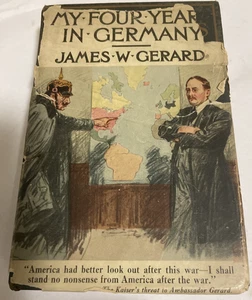 MY·FOUR·YEAR
IN·GERMANY
JAMES·W·GERARD
"America had better look out after this war—I shall
stand no nonsense from America after the war."
The Kaiser's threat to Ambassador Gerard.